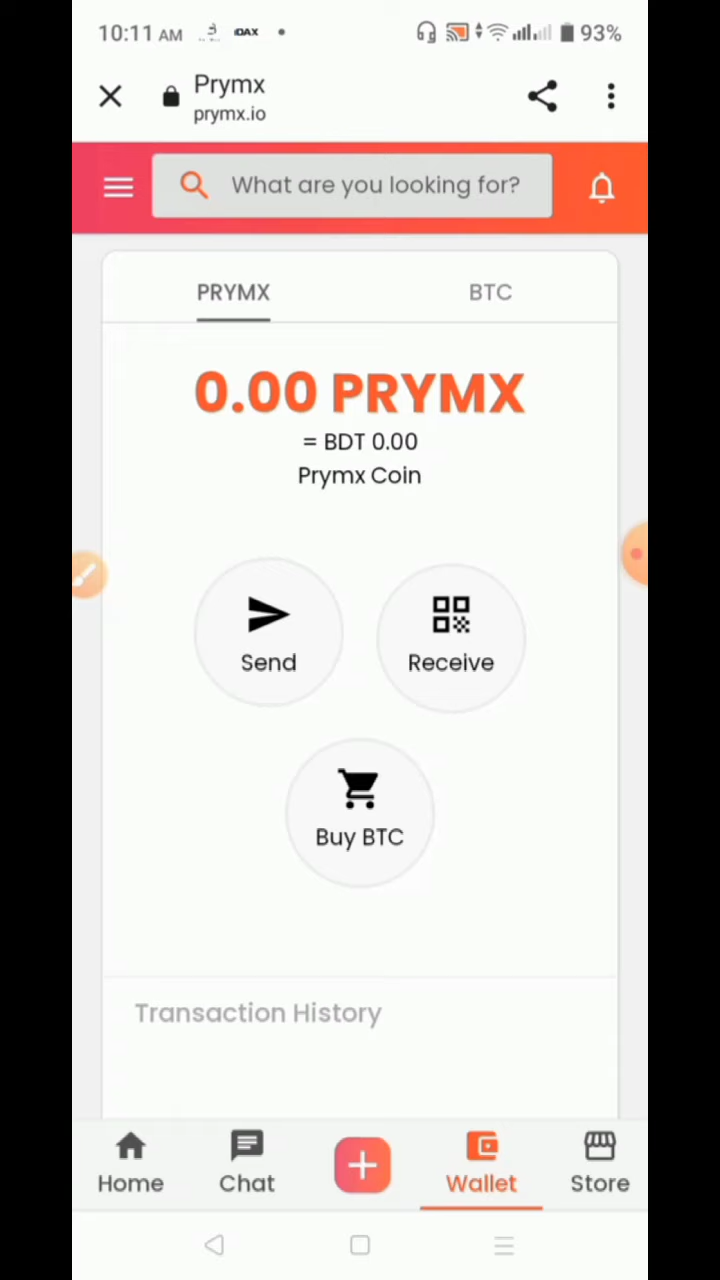 10:11 AM
93%
Prymx
prymx.io
What are you looking for?
PRYMX
BTC
0.00 PRYMX
= BDT 0.00
Prymx Coin
Send
Receive
Buy BTC
Transaction History
Home
Chat
Wallet
Store